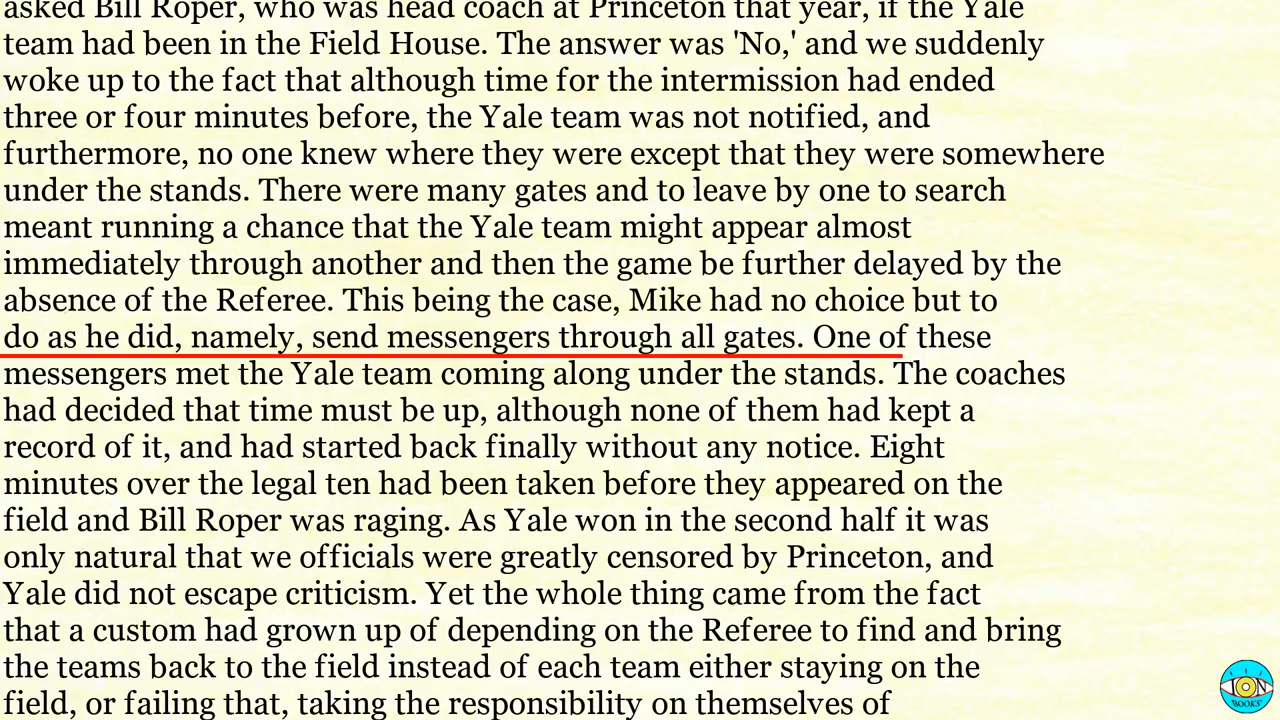 asked Bill Roper, who was head coach at Princeton that year, if the Yale
team had been in the Field House. The answer was 'No,' and we suddenly
woke up to the fact that although time for the intermission had ended
three or four minutes before, the Yale team was not notified, and
furthermore, no one knew where they were except that they were somewhere
under the stands. There were many gates and to leave by one to search
meant running a chance that the Yale team might appear almost
immediately through another and then the game be further delayed by the
absence of the Referee. This being the case, Mike had no choice but to
do as he did, namely, send messengers through all gates. One of these
messengers met the Yale team coming along under the stands. The coaches
had decided that time must be up, although none of them had kept a
record of it, and had started back finally without any notice. Eight
minutes over the legal ten had been taken before they appeared on the
field and Bill Roper was raging. As Yale won in the second half it was
only natural that we officials were greatly censored by Princeton, and
Yale did not escape criticism. Yet the whole thing came from the fact
that a custom had grown up of depending on the Referee to find and bring
the teams back to the field instead of each team either staying on the
field, or failing that, taking the responsibility on themselves of
ION
BOOKS